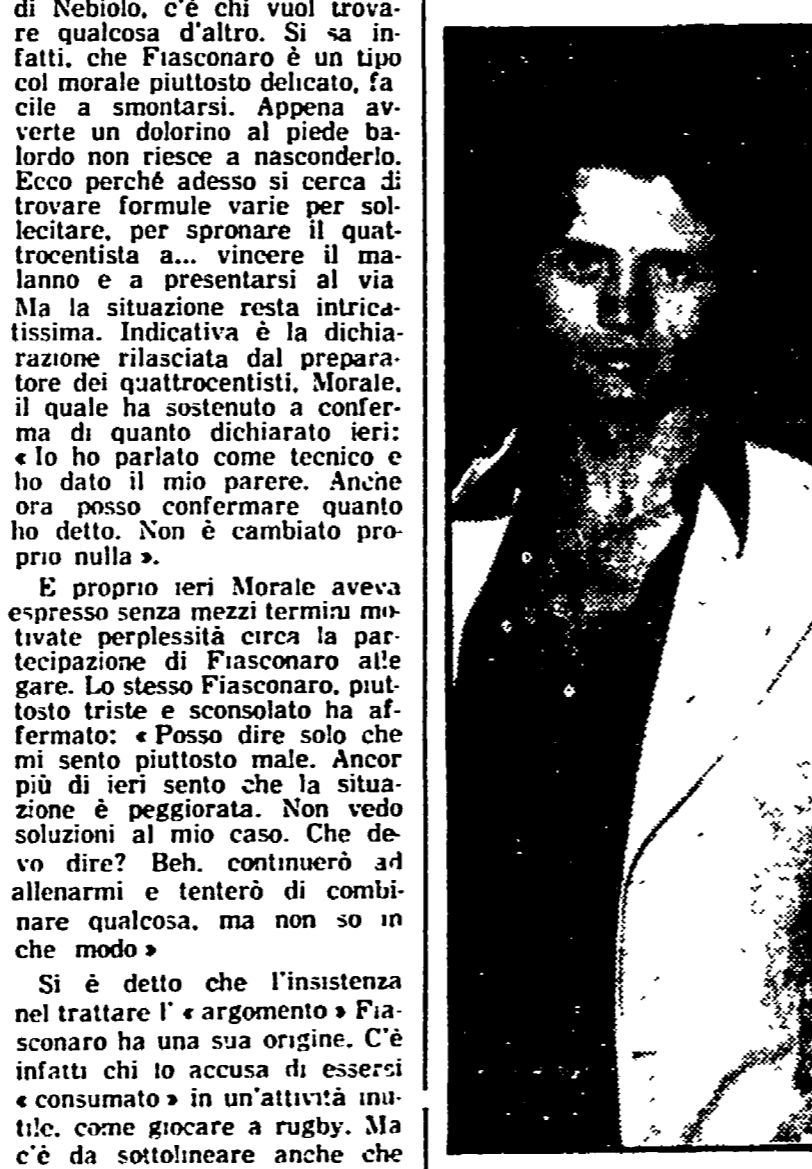 di Nebiolo, c'è chi vuol trova-
re qualcosa d'altro. Si sa in-
fatti, che Fiasconaro è un tipo
col morale piuttosto delicato, fa
cile a smontarsi. Appena av-
verte un dolorino al piede ba-
lordo non riesce a nasconderlo.
Ecco perché adesso si cerca di
trovare formule varie per sol-
lecitare, per spronare il quat-
trocentista a... vincere il ma-
lanno e a presentarsi al via
Ma la situazione resta intrica-
tissima. Indicativa è la dichia-
razione rilasciata dal prepara-
tore dei quattrocentisti, Morale,
il quale ha sostenuto a confer-
ma di quanto dichiarato ieri:
« Io ho parlato come tecnico e
ho dato il mio parere. Anche
ora posso confermare quanto
ho detto. Non è cambiato pro-
prio nulla ».
E proprio ieri Morale aveva
espresso senza mezzi termini mo-
tivate perplessità circa la par-
tecipazione di Fiasconaro alle
gare. Lo stesso Fiasconaro, piut-
tosto triste e sconsolato ha af-
fermato: « Posso dire solo che
mi sento piuttosto male. Ancor
più di ieri sento che la situa-
zione è peggiorata. Non vedo
soluzioni al mio caso. Che de-
vo dire? Beh. continuerò ad
allenarmi e tenterò di combi-
nare qualcosa, ma non so in
che modo »
Si è detto che l'insistenza
nel trattare l' « argomento » Fia-
sconaro ha una sua origine. C'è
infatti chi lo accusa di essersi
« consumato » in un'attività inu-
tile, come giocare a rugby. Ma
c'è da sottolineare anche che